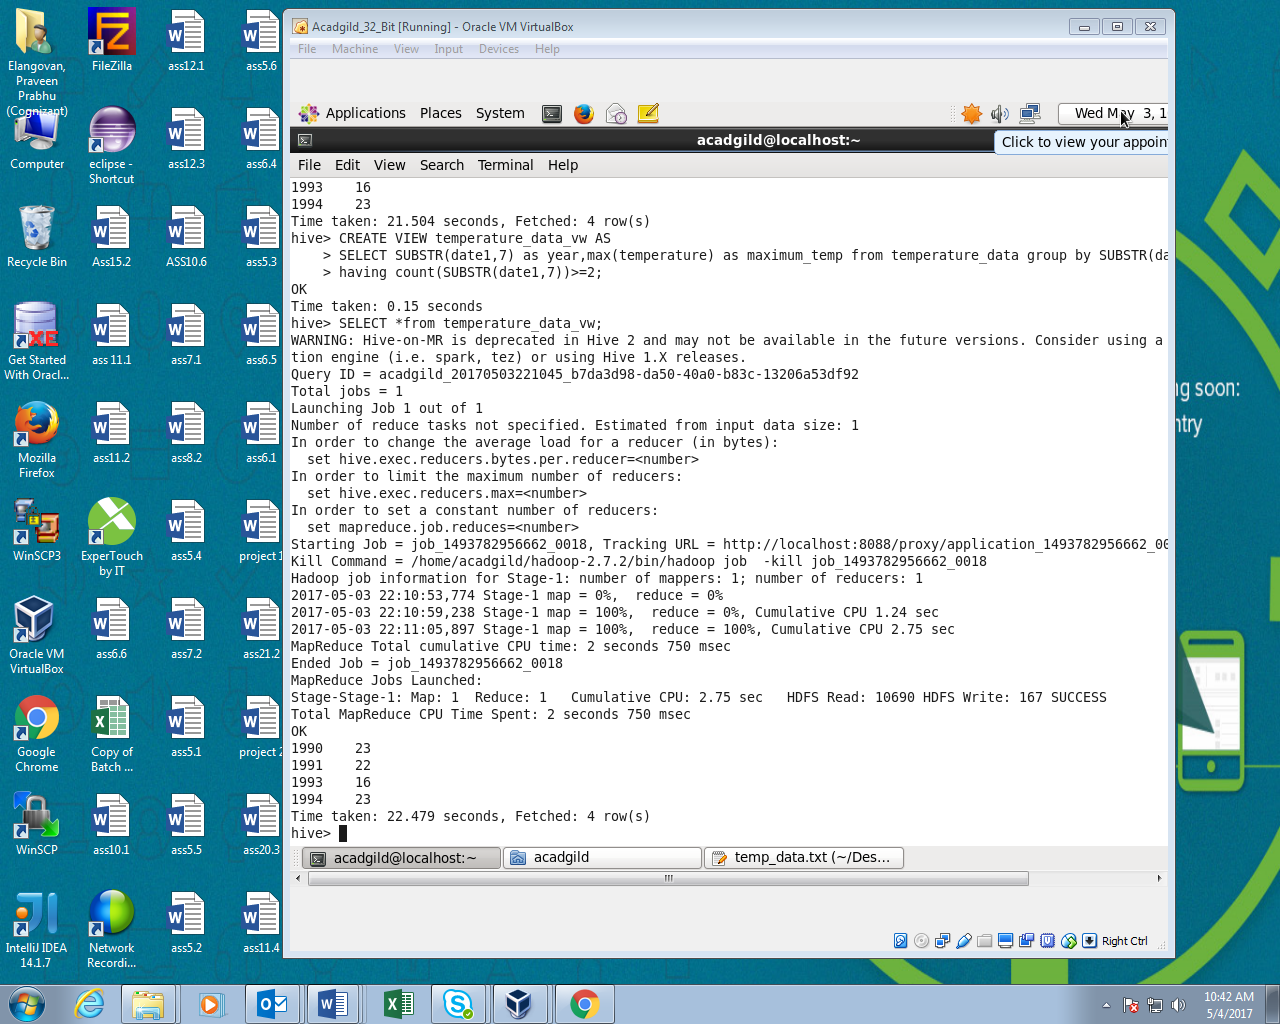 Acadgild_32_Bit [Running] - Oracle VM VirtualBox
File Machine View Input Devices Help
Applications Places System
Wed May 3, 1
acadgild@localhost:~
Click to view your appoin
File Edit View Search Terminal Help
1993 16
1994 23
Time taken: 21.504 seconds, Fetched: 4 row(s)
hive> CREATE VIEW temperature_data_vw AS
> SELECT SUBSTR(date1,7) as year,max(temperature) as maximum_temp from temperature_data group by SUBSTR(da
> having count(SUBSTR(date1,7))>=2;
OK
Time taken: 0.15 seconds
hive> SELECT *from temperature_data_vw;
WARNING: Hive-on-MR is deprecated in Hive 2 and may not be available in the future versions. Consider using a
tion engine (i.e. spark, tez) or using Hive 1.X releases.
Query ID = acadgild_20170503221045_b7da3d98-da50-40a0-b83c-13206a53df92
Total jobs = 1
Launching Job 1 out of 1
Number of reduce tasks not specified. Estimated from input data size: 1
In order to change the average load for a reducer (in bytes):
set hive.exec.reducers.bytes.per.reducer=<number>
In order to limit the maximum number of reducers:
set hive.exec.reducers.max=<number>
In order to set a constant number of reducers:
set mapreduce.job.reduces=<number>
Starting Job = job_1493782956662_0018, Tracking URL = http://localhost:8088/proxy/application_1493782956662_00
Kill Command = /home/acadgild/hadoop-2.7.2/bin/hadoop job  -kill job_1493782956662_0018
Hadoop job information for Stage-1: number of mappers: 1; number of reducers: 1
2017-05-03 22:10:53,774 Stage-1 map = 0%,  reduce = 0%
2017-05-03 22:10:59,238 Stage-1 map = 100%,  reduce = 0%, Cumulative CPU 1.24 sec
2017-05-03 22:11:05,897 Stage-1 map = 100%,  reduce = 100%, Cumulative CPU 2.75 sec
MapReduce Total cumulative CPU time: 2 seconds 750 msec
Ended Job = job_1493782956662_0018
MapReduce Jobs Launched:
Stage-Stage-1: Map: 1  Reduce: 1   Cumulative CPU: 2.75 sec   HDFS Read: 10690 HDFS Write: 167 SUCCESS
Total MapReduce CPU Time Spent: 2 seconds 750 msec
OK
1990 23
1991 22
1993 16
1994 23
Time taken: 22.479 seconds, Fetched: 4 row(s)
hive>
acadgild@localhost:~ acadgild temp_data.txt (~/Des...
Right Ctrl
Elangovan,
Praveen
Prabhu
(Cognizant)
FileZilla
ass12.1
ass5.6
Computer
eclipse -
Shortcut
ass12.3
ass6.4
Recycle Bin
Ass15.2
ASS10.6
ass5.3
XE
Get Started
With Oracl...
ass 11.1
ass7.1
ass6.5
Mozilla
Firefox
ass11.2
ass8.2
ass6.1
WinSCP3
ExperTouch
by IT
ass5.4
project 1
Oracle VM
VirtualBox
ass6.6
ass7.2
ass21.2
Google
Chrome
Copy of
Batch ...
ass5.1
project 2
WinSCP
ass10.1
ass5.5
ass20.3
IntelliJ IDEA
14.1.7
Network
Recordi...
ass5.2
ass11.4
ng soon:
ntry
10:42 AM
5/4/2017